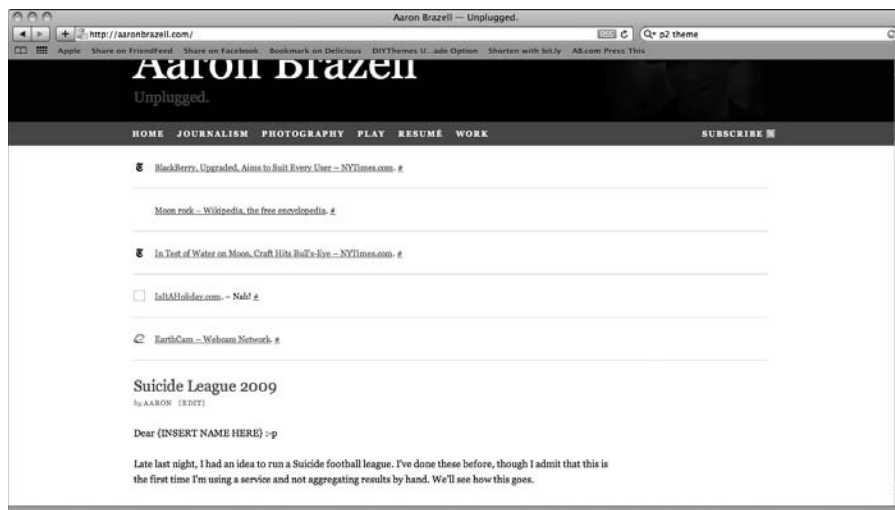 Aaron Brazell — Unplugged.
http://aaronbrazell.com/ RSS p2 theme
Apple Share on FriendFeed Share on Facebook Bookmark on Delicious DIYThemes U...ade Option Shorten with bit.ly AB.com Press This
Aaron Brazell
Unplugged.
HOME JOURNALISM PHOTOGRAPHY PLAY RESUMÉ WORK SUBSCRIBE
BlackBerry, Upgraded, Aims to Suit Every User – NYTimes.com. #
Moon rock – Wikipedia, the free encyclopedia. #
In Test of Water on Moon, Craft Hits Bull's-Eye – NYTimes.com. #
IsItAHoliday.com. – Nah! #
EarthCam – Webcam Network. #
Suicide League 2009
by AARON [EDIT]
Dear {INSERT NAME HERE} :-p
Late last night, I had an idea to run a Suicide football league. I've done these before, though I admit that this is
the first time I'm using a service and not aggregating results by hand. We'll see how this goes.